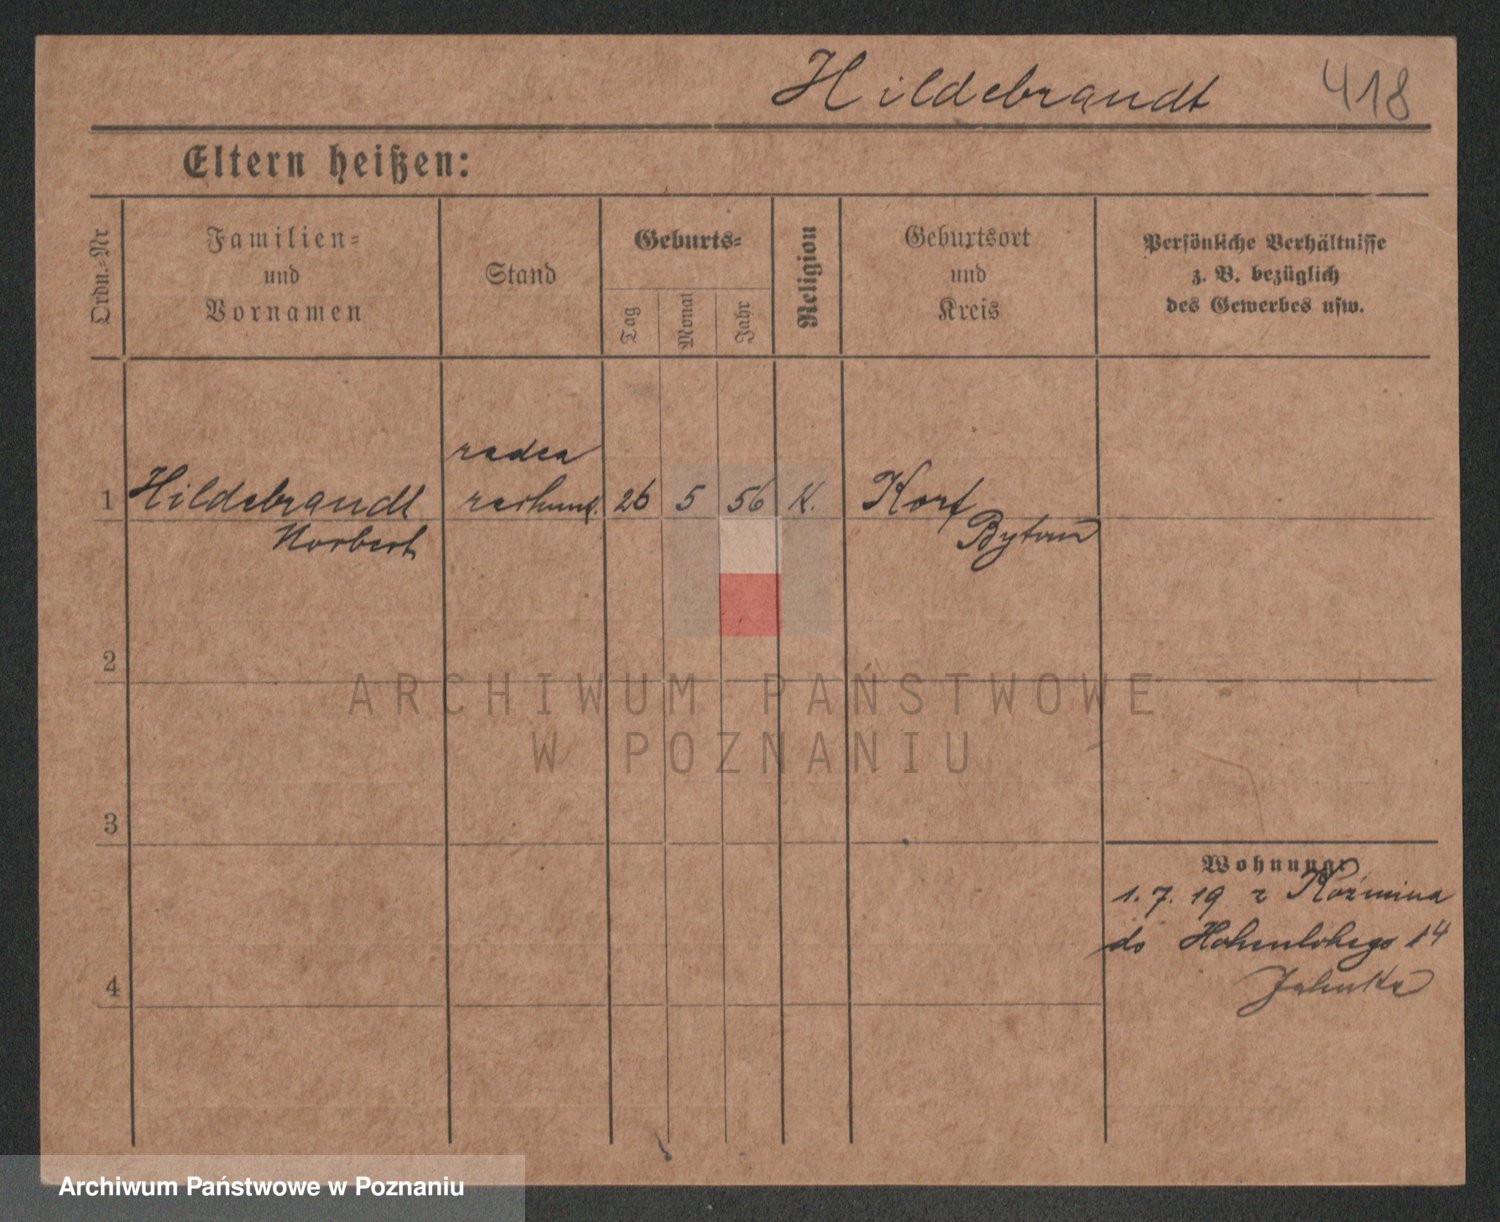 Hildebrandt 418
Eltern heißen:
Ordn.-Nr
Familien-
und
Vornamen
Stand
Geburts-
Tag
Monat
Jahr
Religion
Geburtsort
und
Kreis
Persönliche Verhältnisse
z. B. bezüglich
des Gewerbes usw.
radca
1 Hildebrandt rachunk. 26 5 56 K.
Norbert
Bytom
2
ARCHIWUM PAŃSTWOWE
W POZNANIU
3
Wohnung:
1. 7. 19 z Koźmina
do Hohenlohego 14
4
Archiwum Państwowe w Poznaniu